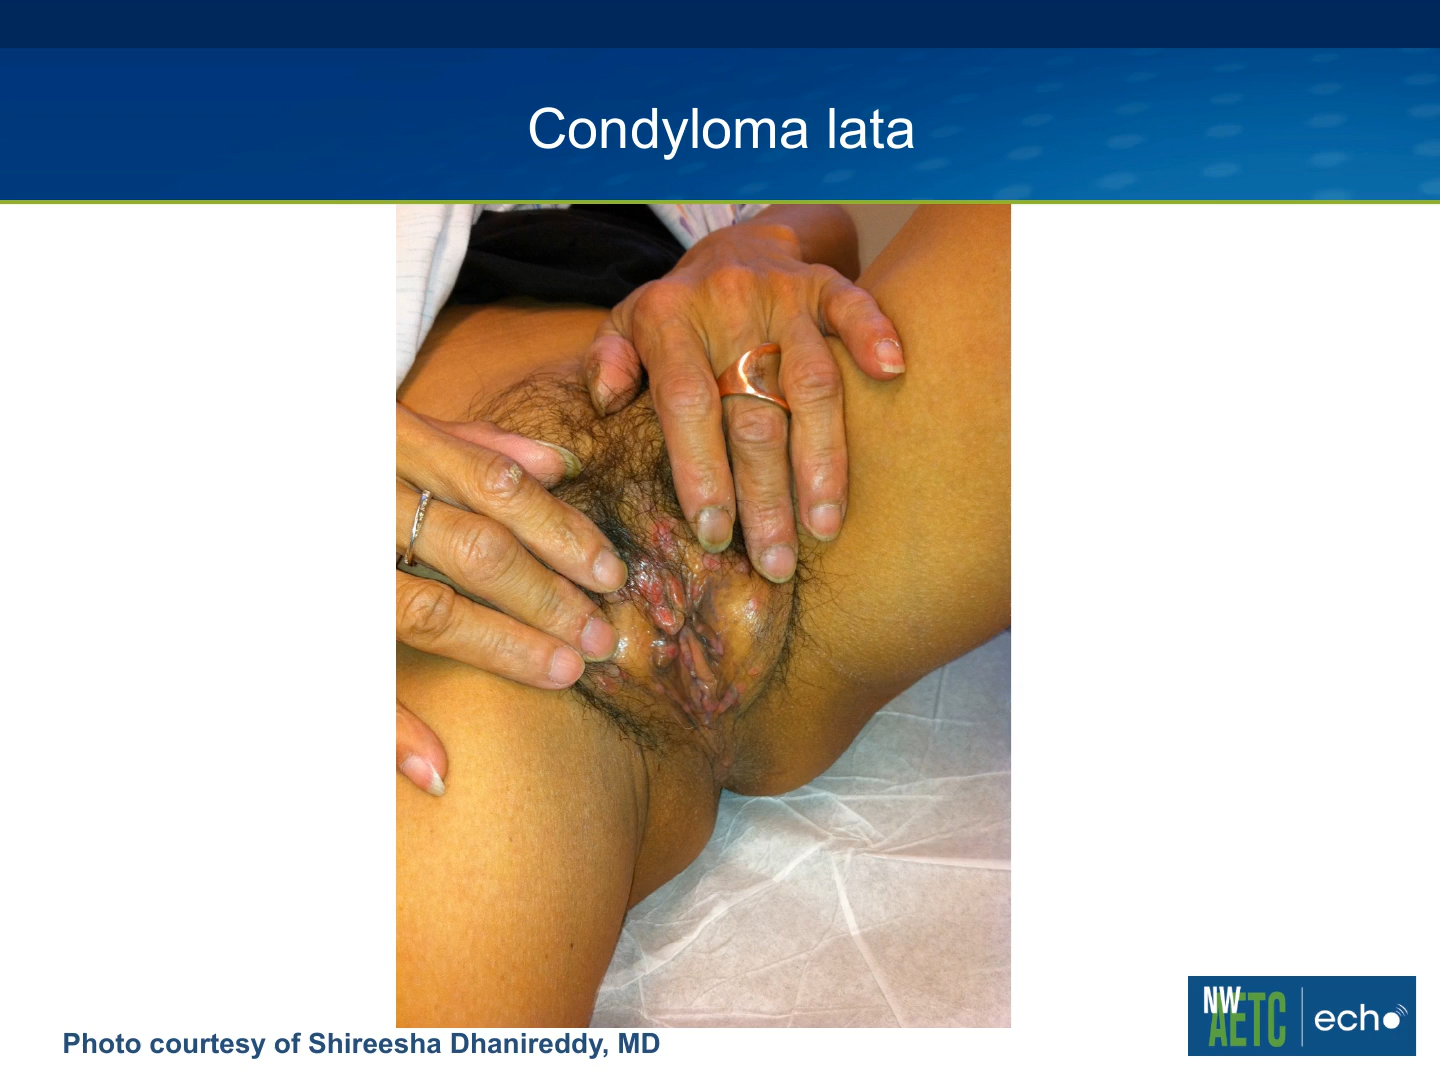 Condyloma lata
Photo courtesy of Shireesha Dhanireddy, MD
NW
AETC
echo